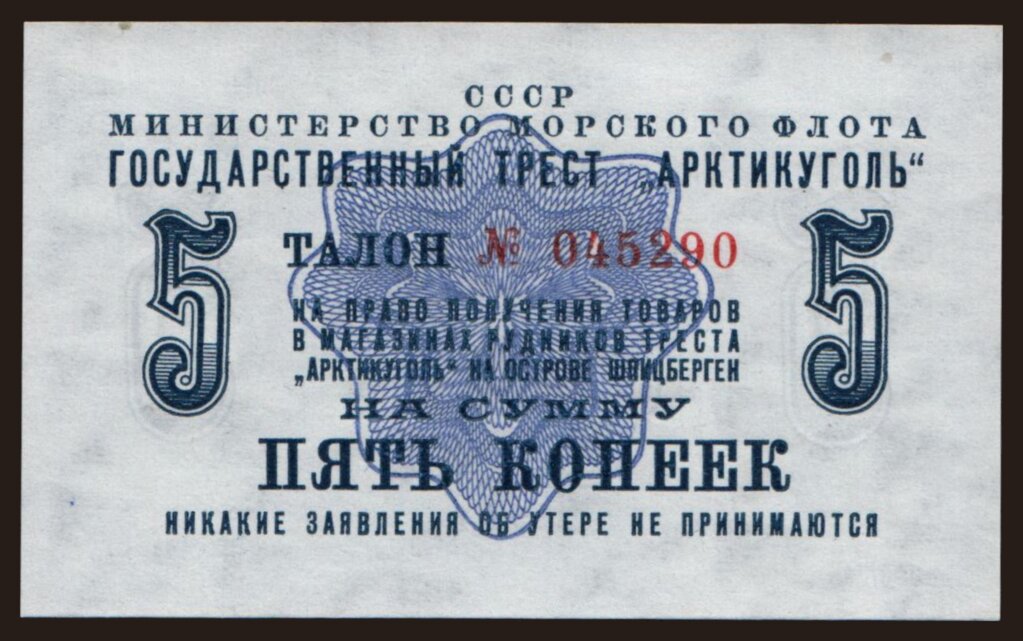 СССР
МИНИСТЕРСТВО МОРСКОГО ФЛОТА
ГОСУДАРСТВЕННЫЙ ТРЕСТ „АРКТИКУГОЛЬ“
5 ТАЛОН № 045290 5
НА ПРАВО ПОЛУЧЕНИЯ ТОВАРОВ
В МАГАЗИНАХ РУДНИКОВ ТРЕСТА
„АРКТИКУГОЛЬ“ НА ОСТРОВЕ ШПИЦБЕРГЕН
НА СУММУ
ПЯТЬ КОПЕЕК
НИКАКИЕ ЗАЯВЛЕНИЯ ОБ УТЕРЕ НЕ ПРИНИМАЮТСЯ